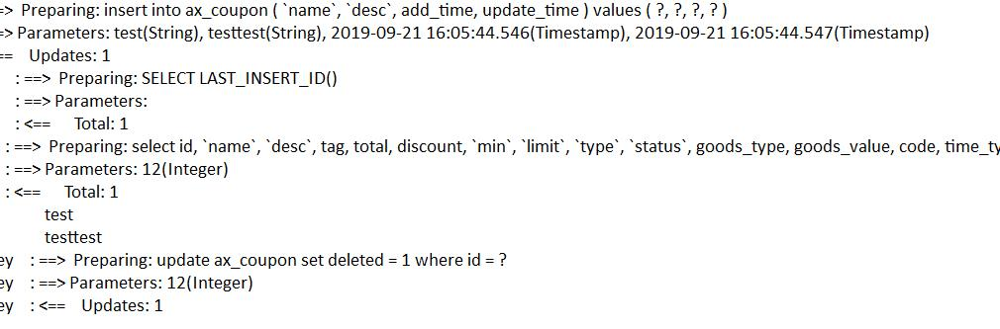 => Preparing: insert into ax_coupon ( `name`, `desc`, add_time, update_time ) values ( ?, ?, ?, ? )
=> Parameters: test(String), testtest(String), 2019-09-21 16:05:44.546(Timestamp), 2019-09-21 16:05:44.547(Timestamp)
== Updates: 1
: ==> Preparing: SELECT LAST_INSERT_ID()
: ==> Parameters:
: <== Total: 1
: ==> Preparing: select id, `name`, `desc`, tag, total, discount, `min`, `limit`, `type`, `status`, goods_type, goods_value, code, time_ty
: ==> Parameters: 12(Integer)
: <== Total: 1
test
testtest
ey : ==> Preparing: update ax_coupon set deleted = 1 where id = ?
ey : ==> Parameters: 12(Integer)
ey : <== Updates: 1